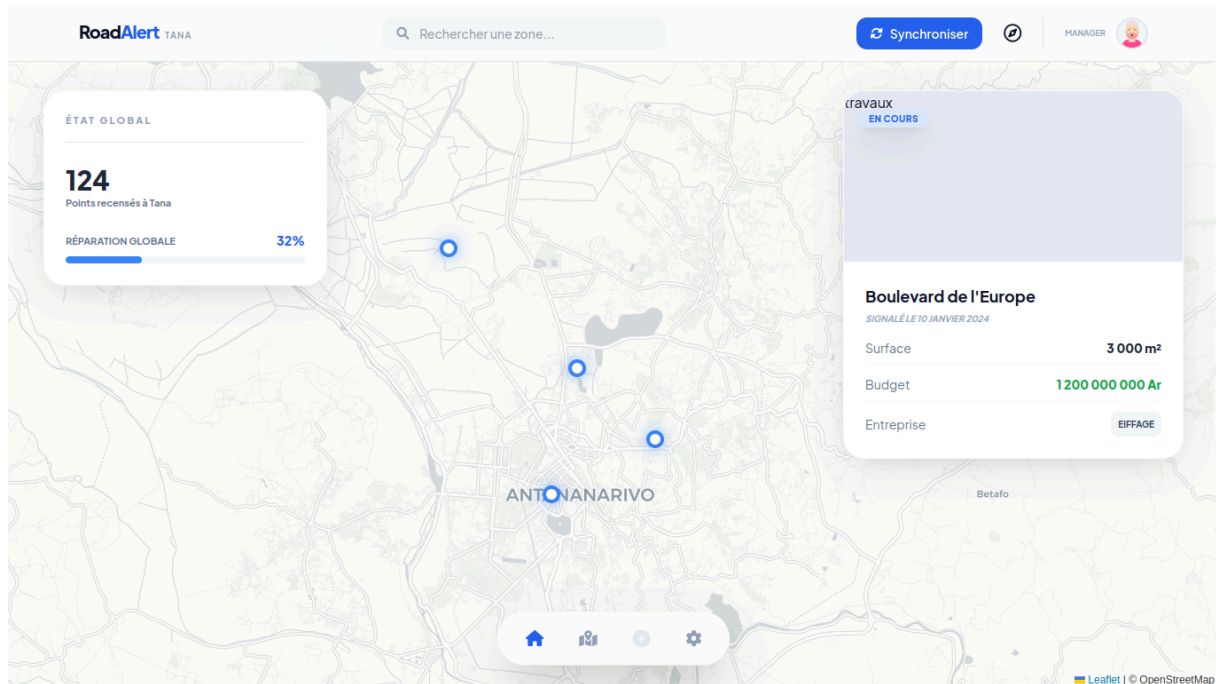 RoadAlert TANA
Rechercher une zone...
Synchroniser
MANAGER
ÉTAT GLOBAL
124
Points recensés à Tana
RÉPARATION GLOBALE 32%
travaux
EN COURS
Boulevard de l'Europe
SIGNALÉ LE 10 JANVIER 2024
Surface 3 000 m²
Budget 1 200 000 000 Ar
Entreprise EIFFAGE
ANTANANARIVO
Betafo
Leaflet | © OpenStreetMap